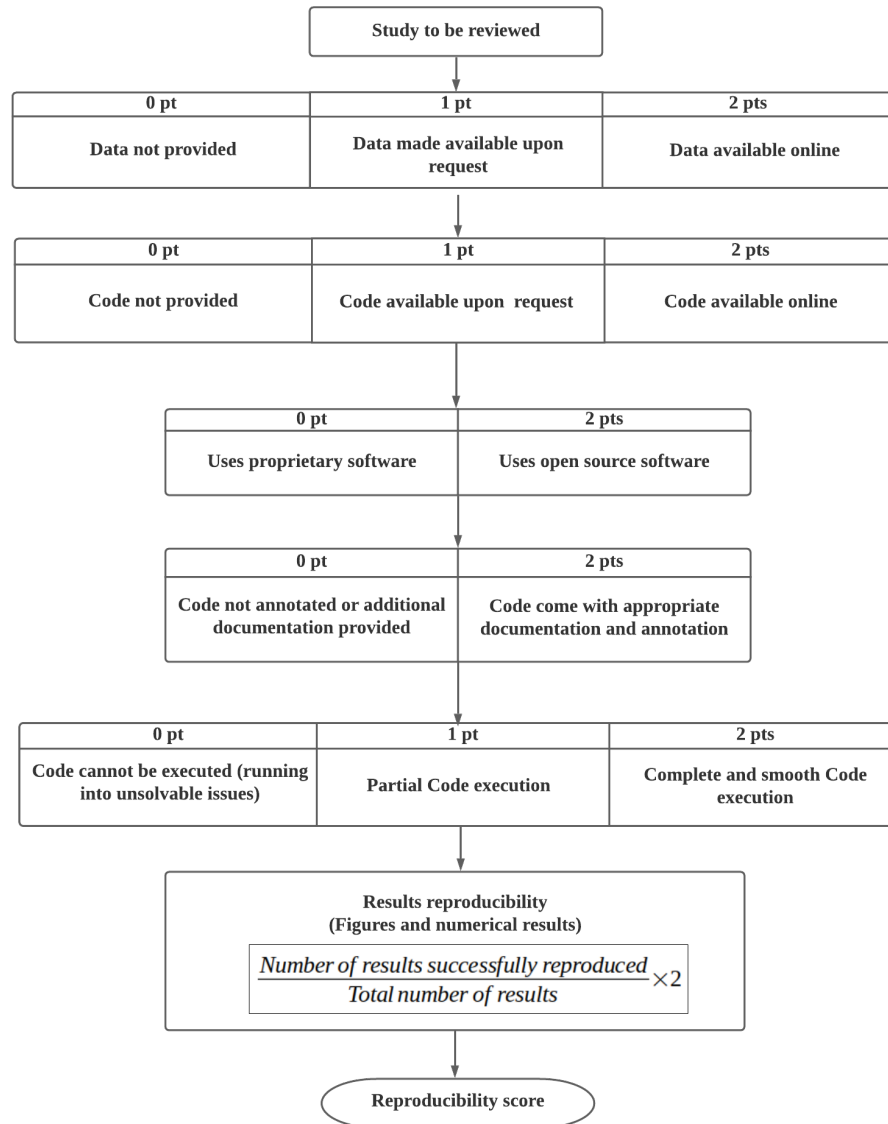 Study to be reviewed
0 pt
1 pt
2 pts
Data not provided
Data made available upon
request
Data available online
0 pt
1 pt
2 pts
Code not provided
Code available upon request
Code available online
0 pt
2 pts
Uses proprietary software
Uses open source software
0 pt
2 pts
Code not annotated or additional
documentation provided
Code come with appropriate
documentation and annotation
0 pt
1 pt
2 pts
Code cannot be executed (running
into unsolvable issues)
Partial Code execution
Complete and smooth Code
execution
Results reproducibility
(Figures and numerical results)
Number of results successfully reproduced
Total number of results
×2
Reproducibility score